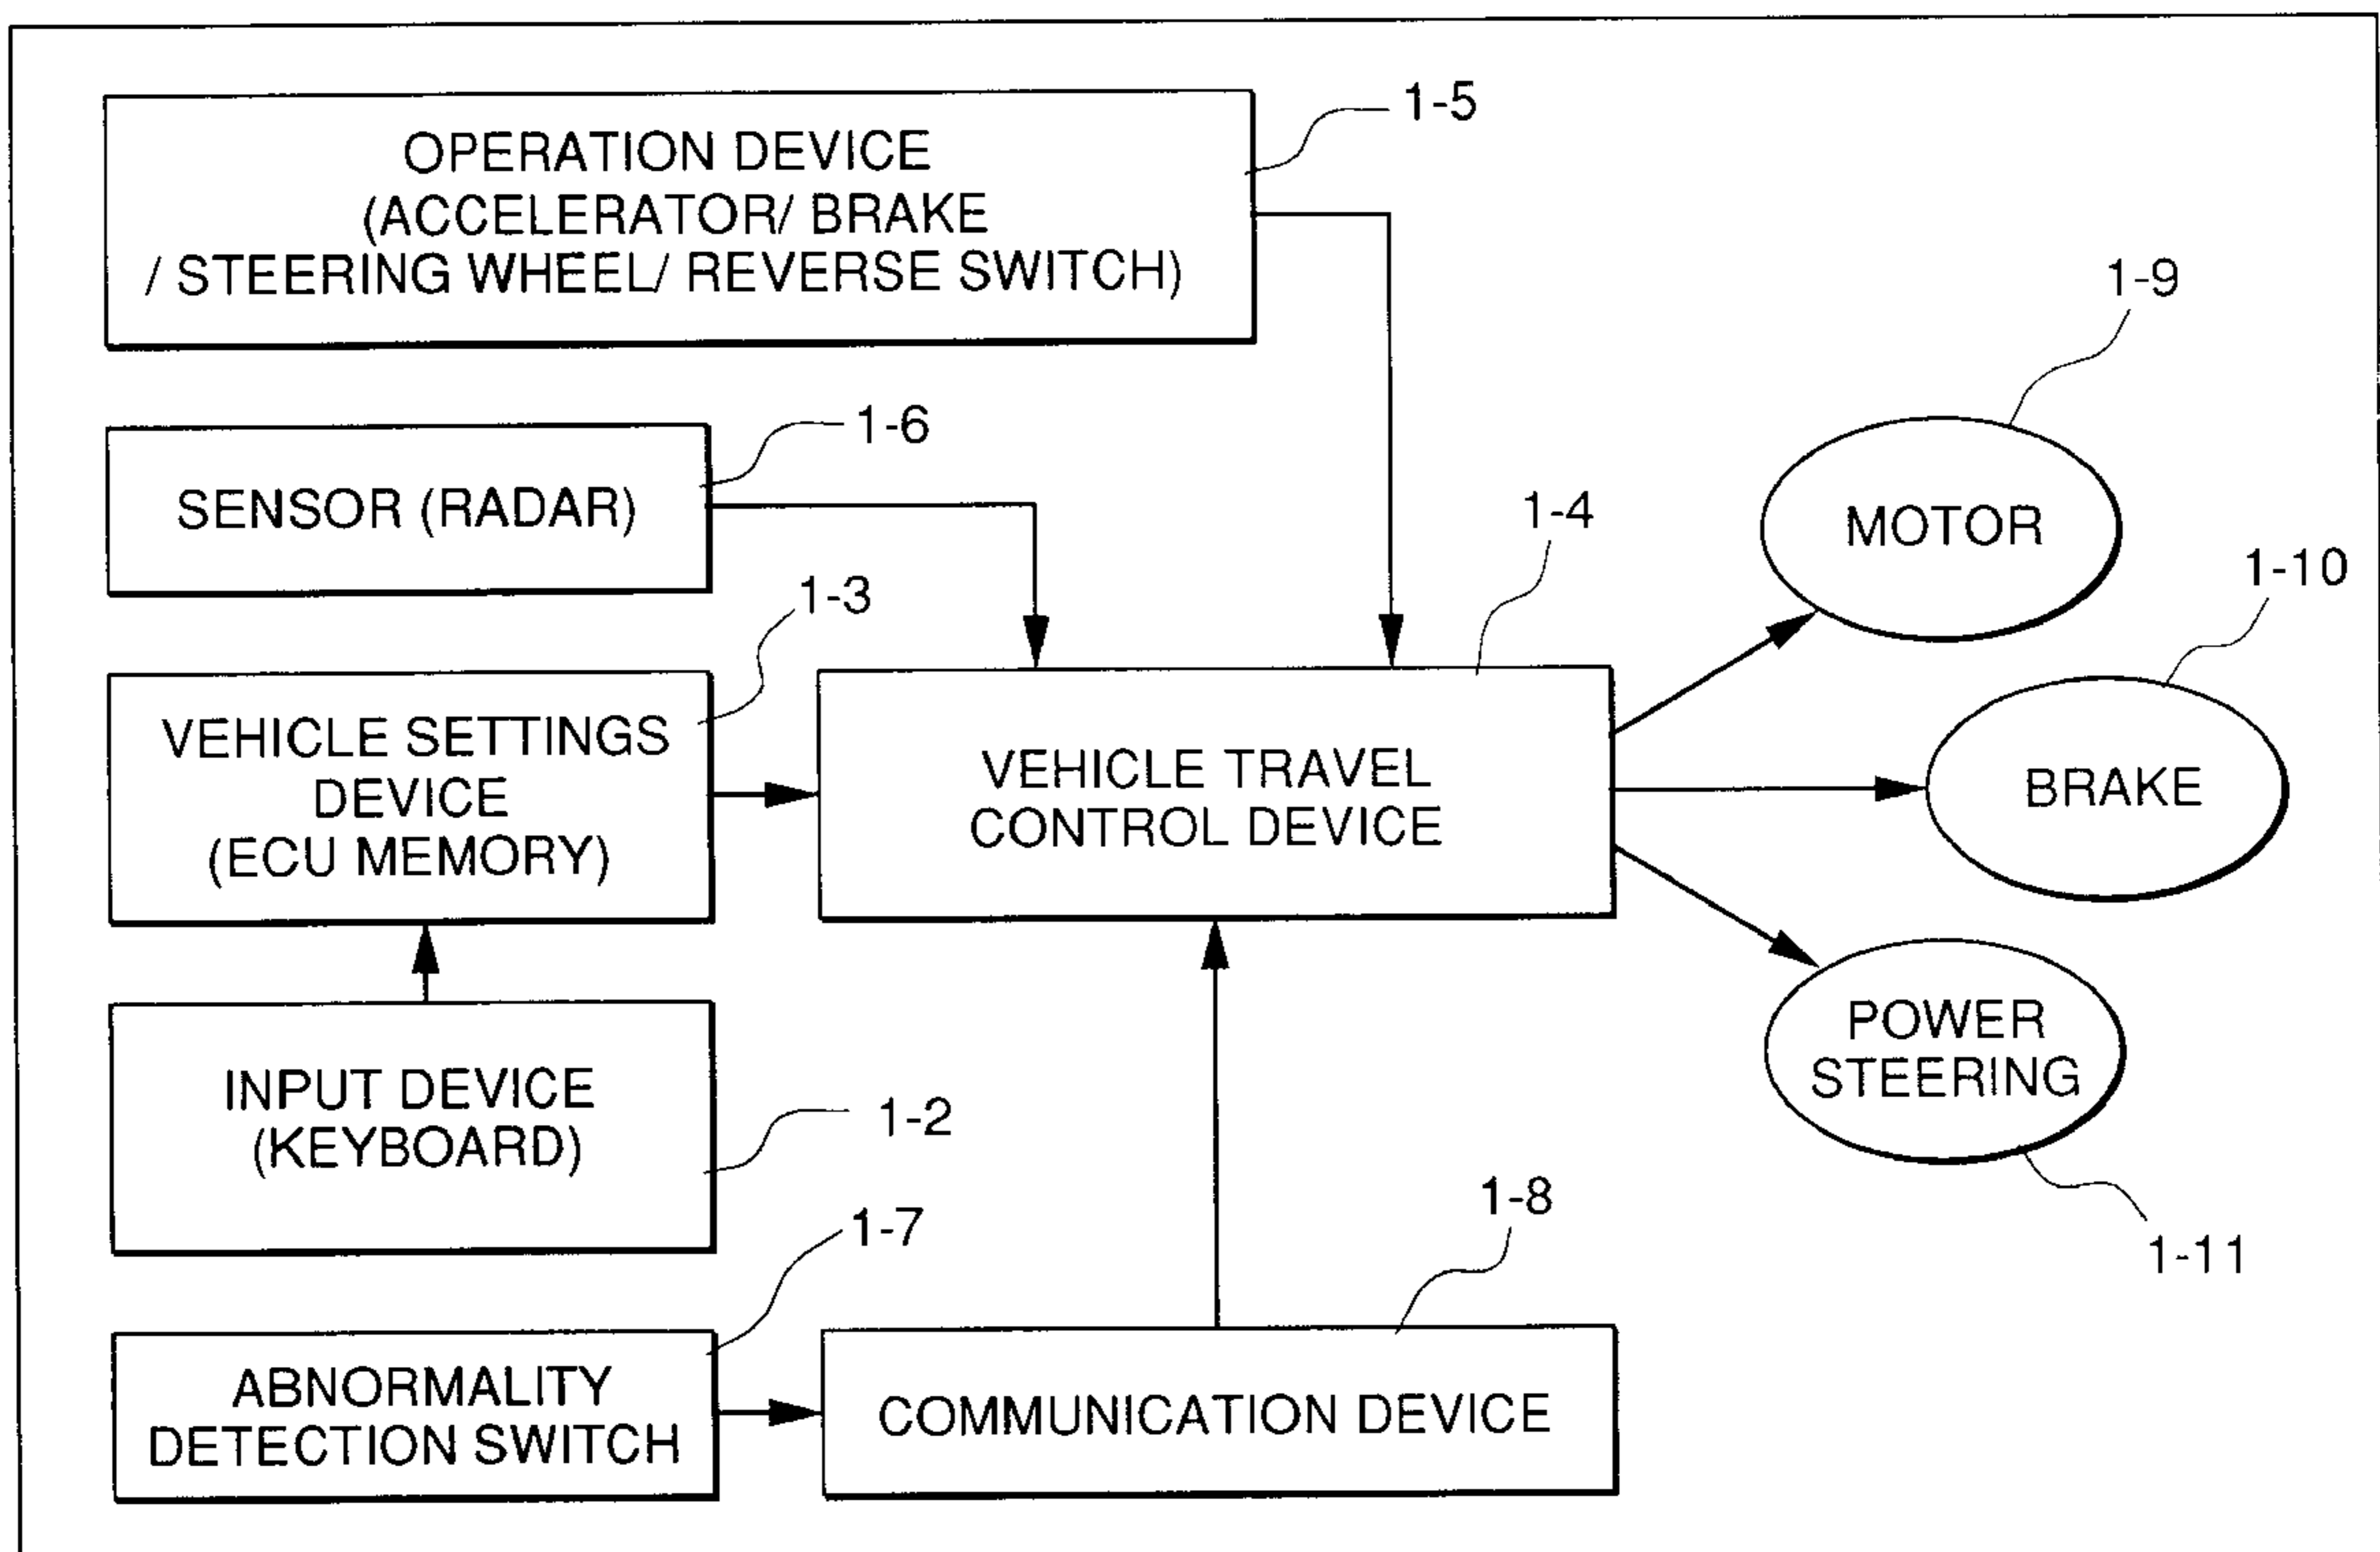 1-5
OPERATION DEVICE
(ACCELERATOR/ BRAKE
/ STEERING WHEEL/ REVERSE SWITCH)
1-9
1-6
SENSOR (RADAR)
1-4
MOTOR
1-10
1-3
VEHICLE SETTINGS
DEVICE
(ECU MEMORY)
VEHICLE TRAVEL
CONTROL DEVICE
BRAKE
INPUT DEVICE
(KEYBOARD)
1-2
POWER
STEERING
1-11
1-7
1-8
ABNORMALITY
DETECTION SWITCH
COMMUNICATION DEVICE